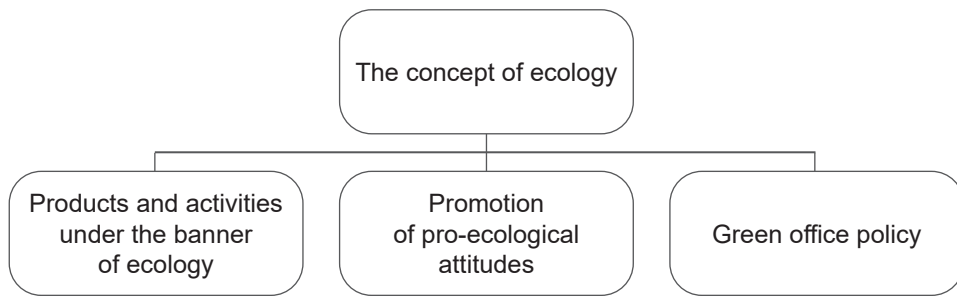 The concept of ecology
Products and activities
under the banner
of ecology
Promotion
of pro-ecological
attitudes
Green office policy